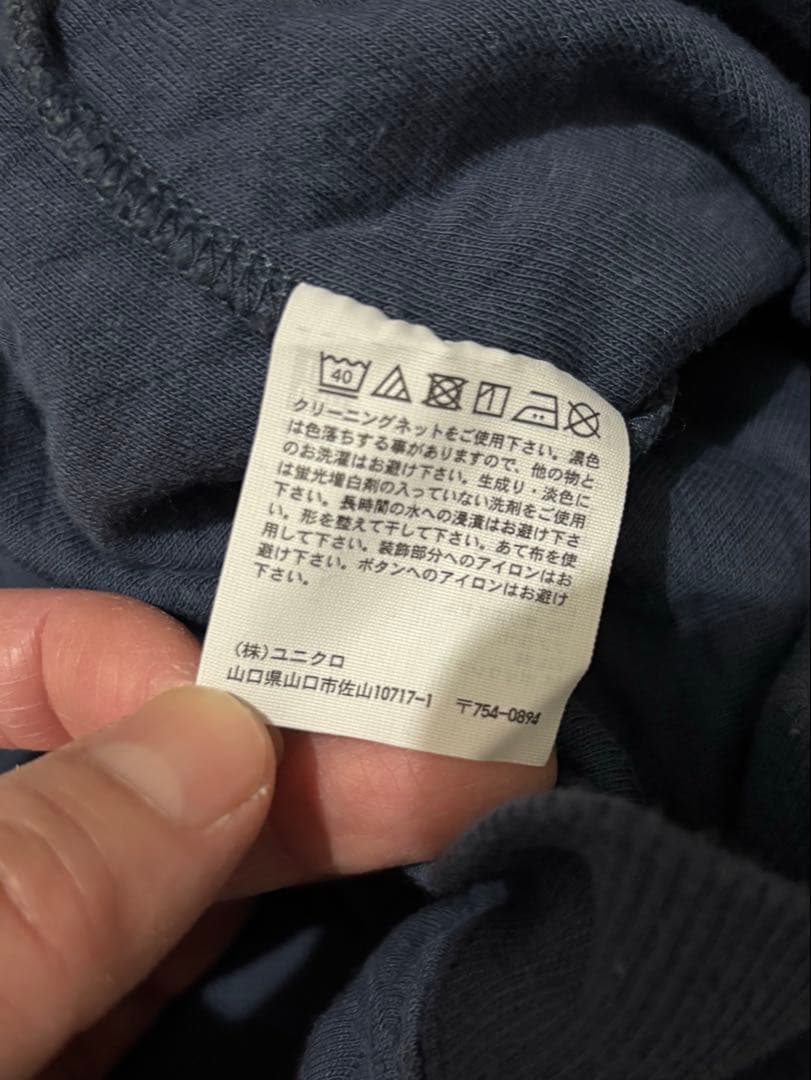 40
クリーニングネットをご使用下さい。濃色
は色落ちする事がありますので、他の物と
のお洗濯はお避け下さい。生成り・淡色に
は蛍光増白剤の入っていない洗剤をご使用
下さい。長時間の水への浸漬はお避け下さ
い。形を整えて干して下さい。あて布を使
用して下さい。装飾部分へのアイロンはお
避け下さい。ボタンへのアイロンはお避け
下さい。
(株)ユニクロ
山口県山口市佐山10717-1 〒754-0894